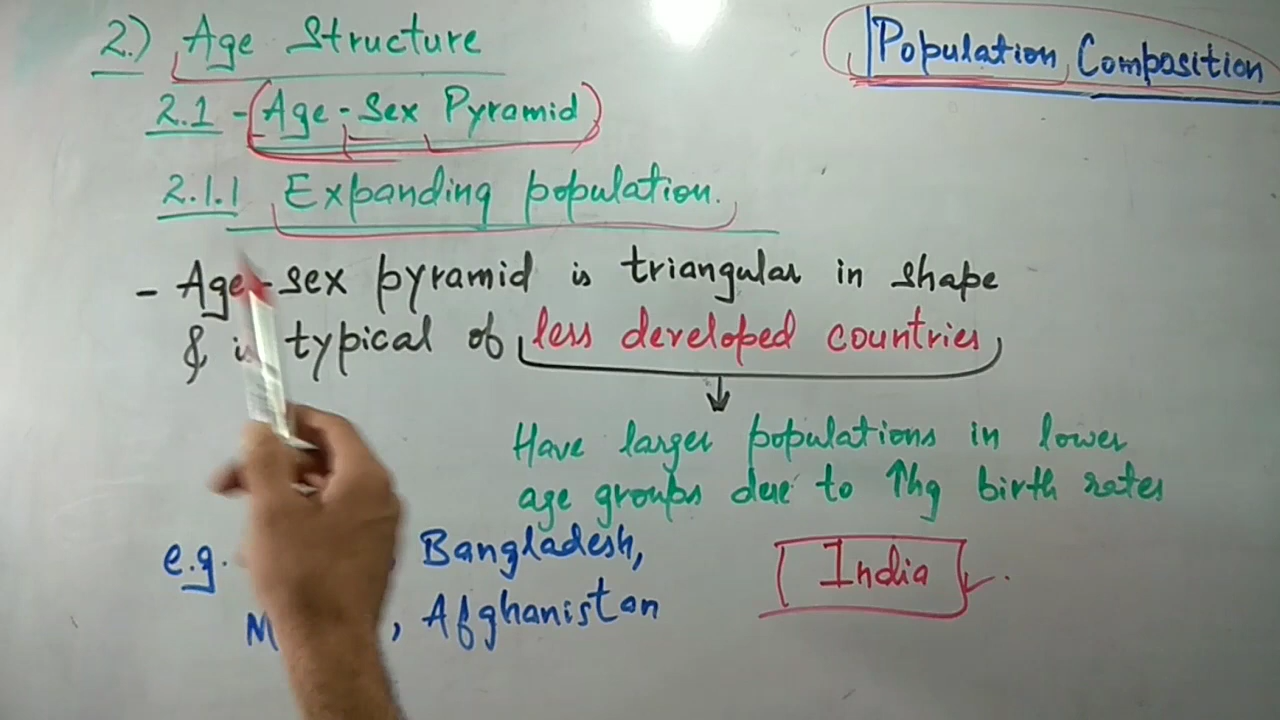 2.) Age Structure
Population Composition
2.1 - (Age-Sex Pyramid)
2.1.1 Expanding population.
- Age-sex pyramid is triangular in shape
& is typical of less developed countries
Have larger populations in lower
age groups due to ↑hg birth rates
e.g. , Bangladesh,
India
, Afghanistan